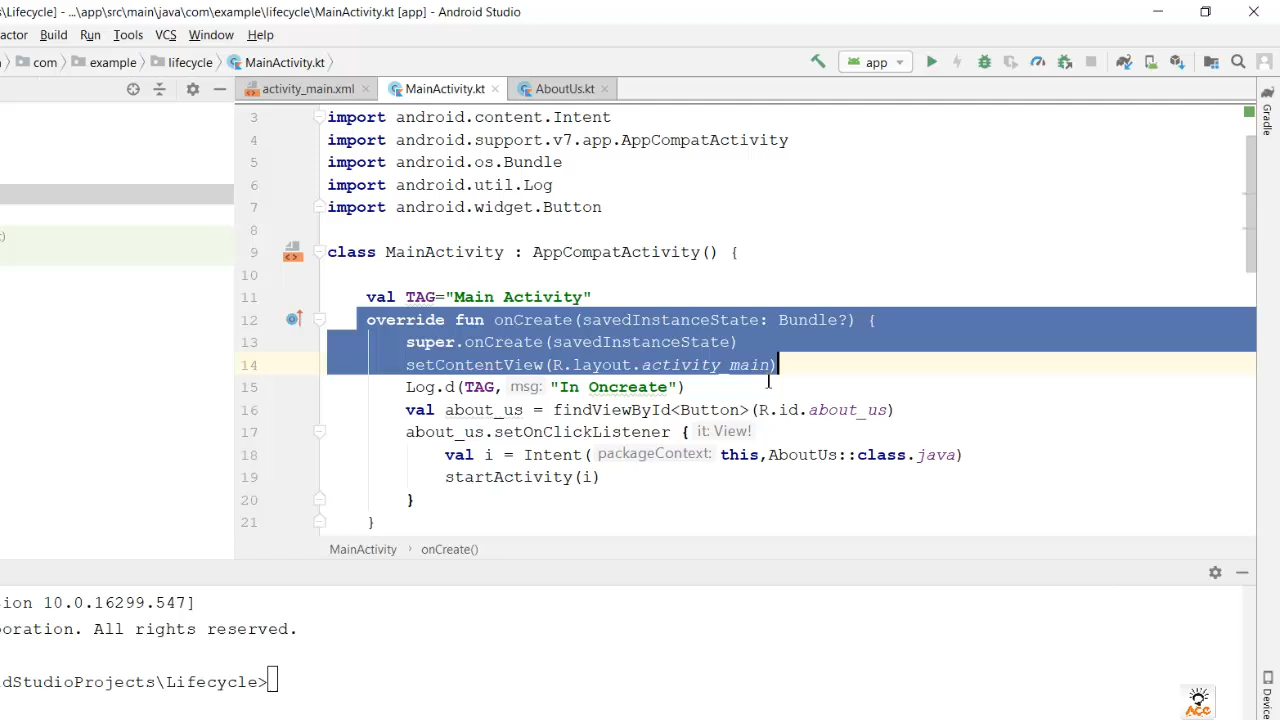 s\Lifecycle] - ...\app\src\main\java\com\example\lifecycle\MainActivity.kt [app] - Android Studio
actor Build Run Tools VCS Window Help
com example lifecycle MainActivity.kt app
activity_main.xml MainActivity.kt AboutUs.kt
3 import android.content.Intent
4 import android.support.v7.app.AppCompatActivity
5 import android.os.Bundle
6 import android.util.Log
7 import android.widget.Button
8
9 class MainActivity : AppCompatActivity() {
10
11 val TAG="Main Activity"
12 override fun onCreate(savedInstanceState: Bundle?) {
13 super.onCreate(savedInstanceState)
14 setContentView(R.layout.activity_main)
15 Log.d(TAG, msg: "In Oncreate")
16 val about_us = findViewById<Button>(R.id.about_us)
17 about_us.setOnClickListener { it: View!
18 val i = Intent( packageContext: this,AboutUs::class.java)
19 startActivity(i)
20 }
21 }
MainActivity › onCreate()
sion 10.0.16299.547]
poration. All rights reserved.
idStudioProjects\Lifecycle>
Gradle
Devic
ACC